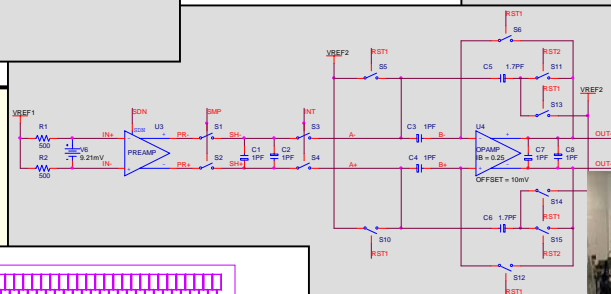 RST1
S6
VREF2
RST1
S5
C5 1.7PF
RST2
S11
RST1
S13
VREF2
VREF1
R1
500
IN+
SDN
SDN
U3
PREAMP
PR-
SMP
S1
SH-
INT
S3
A-
C3 1PF
B-
U4
OUT-
V6
9.21mV
C1
1PF
C2
1PF
OPAMP
IB = 0.25
C7
1PF
C8
1PF
R2
500
IN-
PR+
S2
SH+
S4
A+
C4 1PF
B+
OUT-
OFFSET = 10mV
S14
RST1
C6 1.7PF
S10
RST1
S15
RST2
S12
RST1